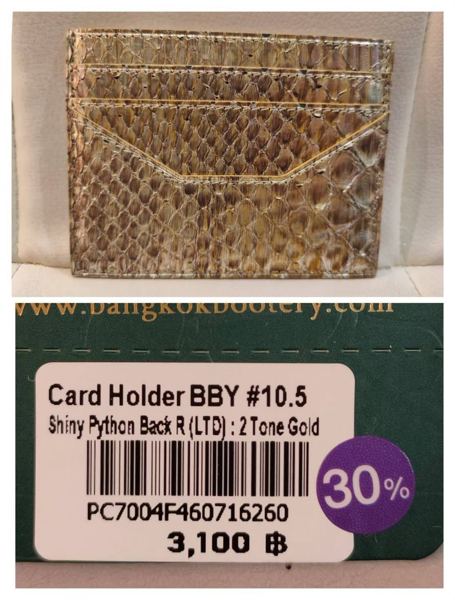 www.bangkokbootery.com
Card Holder BBY #10.5
Shiny Python Back R (LTD) : 2 Tone Gold
PC7004F460716260
3,100 ฿
30%